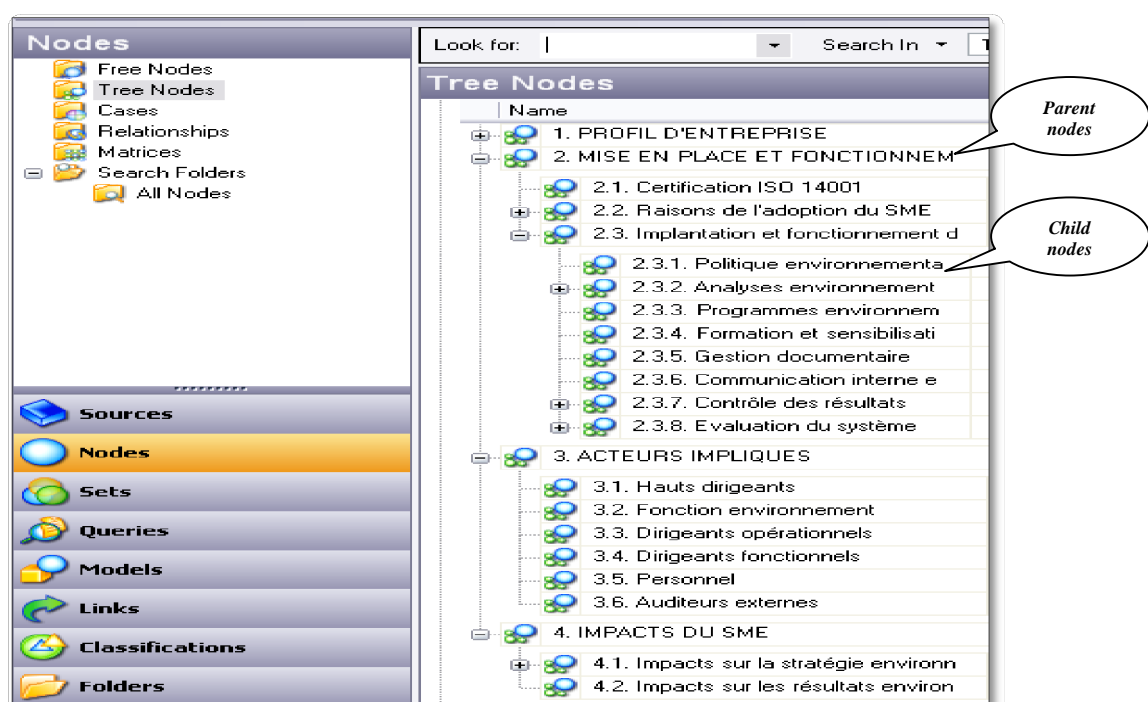 Nodes
Free Nodes
Tree Nodes
Cases
Relationships
Matrices
Search Folders
All Nodes
Sources
Nodes
Sets
Queries
Models
Links
Classifications
Folders
Look for:
Search In
Tree Nodes
Name
1. PROFIL D'ENTREPRISE
2. MISE EN PLACE ET FONCTIONNEM
2.1. Certification ISO 14001
2.2. Raisons de l'adoption du SME
2.3. Implantation et fonctionnement d
2.3.1. Politique environnementa
2.3.2. Analyses environnement
2.3.3. Programmes environnem
2.3.4. Formation et sensibilisati
2.3.5. Gestion documentaire
2.3.6. Communication interne e
2.3.7. Contrôle des résultats
2.3.8. Evaluation du système
3. ACTEURS IMPLIQUES
3.1. Hauts dirigeants
3.2. Fonction environnement
3.3. Dirigeants opérationnels
3.4. Dirigeants fonctionnels
3.5. Personnel
3.6. Auditeurs externes
4. IMPACTS DU SME
4.1. Impacts sur la stratégie environn
4.2. Impacts sur les résultats environ
Parent
nodes
Child
nodes